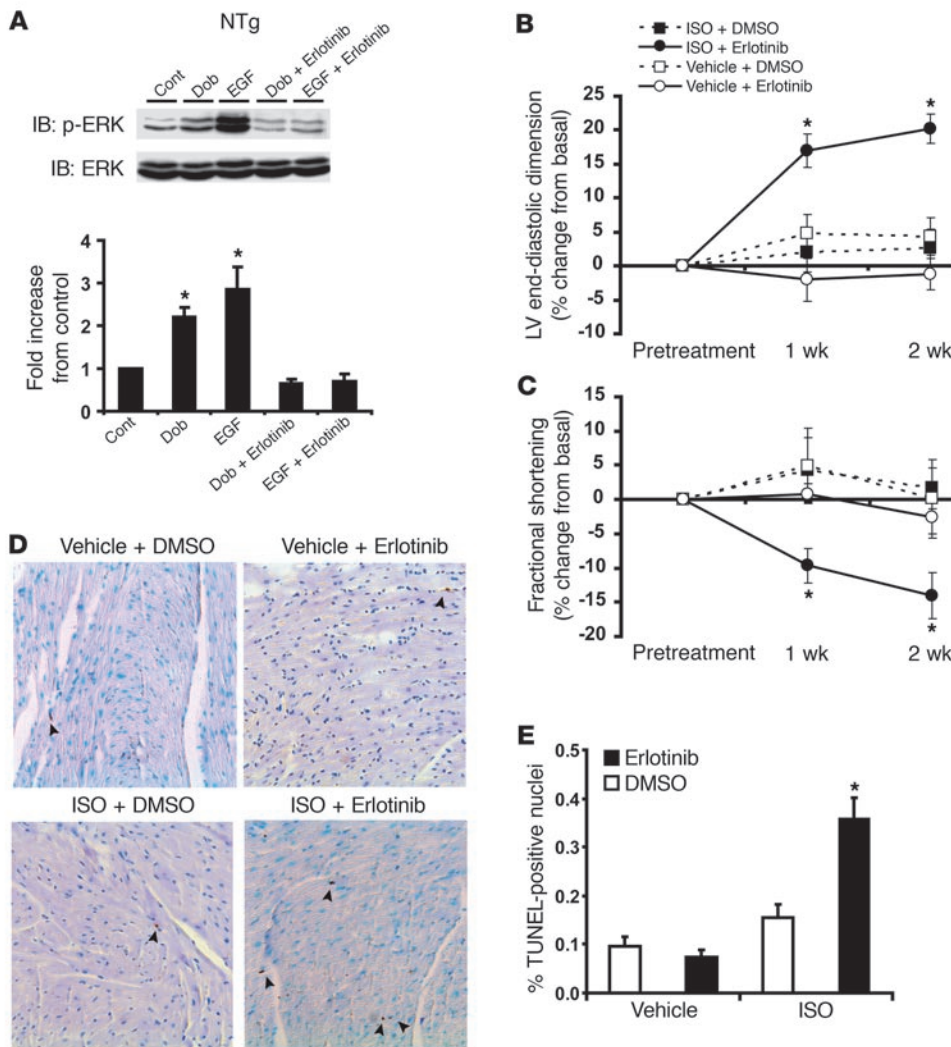 A
NTg
Cont
Dob
EGF
Dob + Erlotinib
EGF + Erlotinib
IB: p-ERK
IB: ERK
Fold increase
from control
4
3
2
1
0
Cont
Dob
EGF
Dob + Erlotinib
EGF + Erlotinib
*
*
B
ISO + DMSO
ISO + Erlotinib
Vehicle + DMSO
Vehicle + Erlotinib
LV end-diastolic dimension
(% change from basal)
25
20
15
10
5
0
-5
-10
*
*
Pretreatment
1 wk
2 wk
C
Fractional shortening
(% change from basal)
15
10
5
0
-5
-10
-15
-20
*
*
Pretreatment
1 wk
2 wk
D
Vehicle + DMSO
Vehicle + Erlotinib
ISO + DMSO
ISO + Erlotinib
E
Erlotinib
DMSO
% TUNEL-positive nuclei
0.5
0.4
0.3
0.2
0.1
0.0
*
Vehicle
ISO